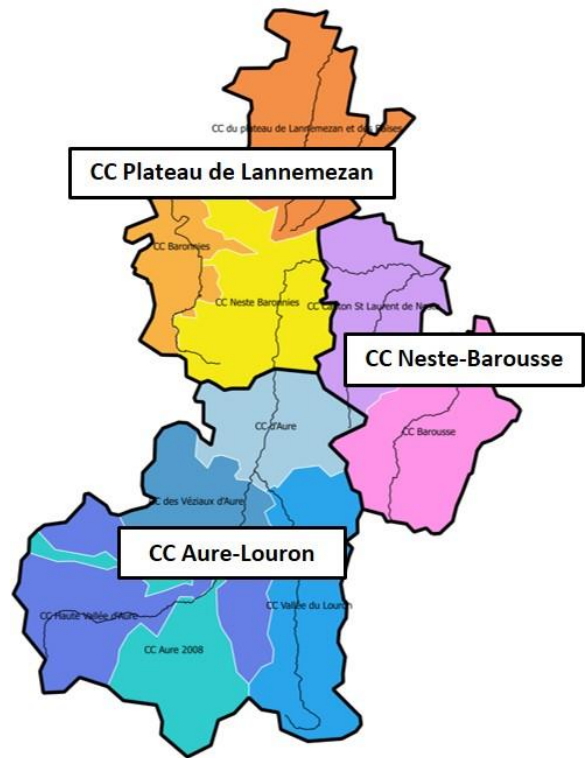 CC du plateau de Lannemezan et des Baïses
CC Plateau de Lannemezan
CC Baronnies
CC Neste Baronnies
CC Canton St Laurent de Neste
CC Neste-Barousse
CC d'Aure
CC Barousse
CC des Véziaux d'Aure
CC Aure-Louron
CC Haute Vallée d'Aure
CC Vallée du Louron
CC Aure 2008